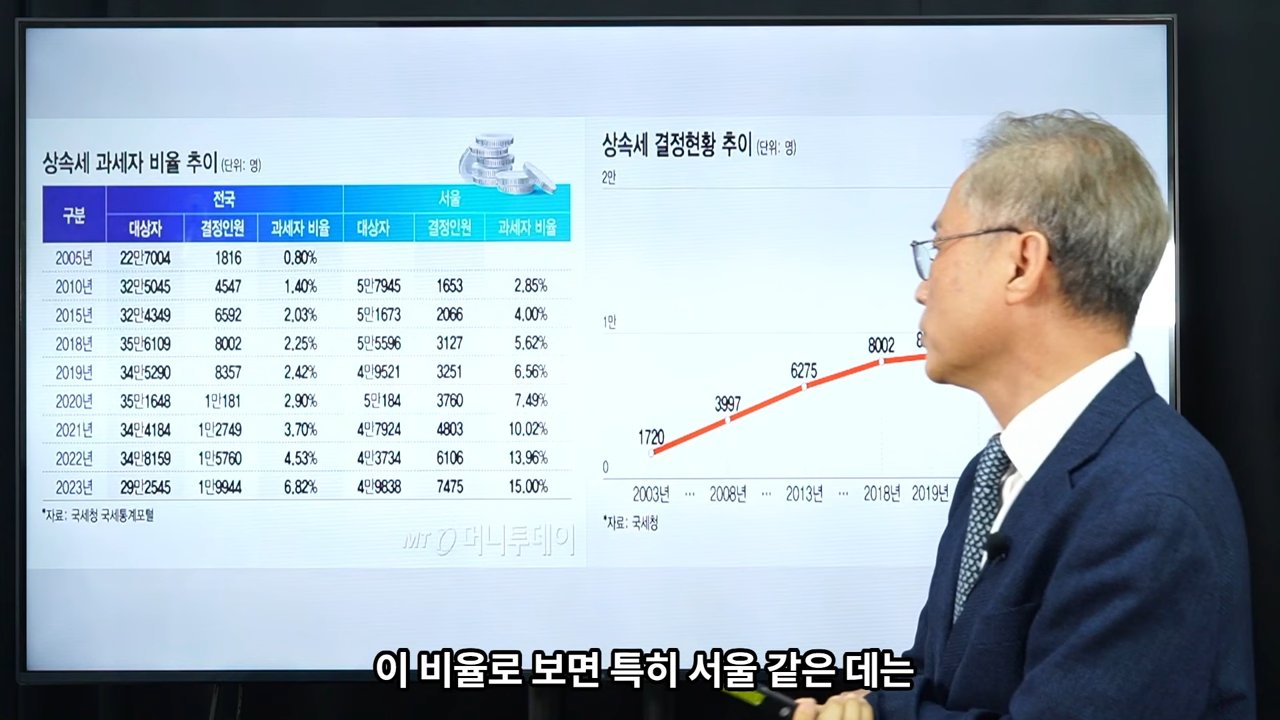 상속세 과세자 비율 추이 (단위: 명)
구분 전국 서울
대상자 결정인원 과세자 비율 대상자 결정인원 과세자 비율
2005년 22만7004 1816 0.80%
2010년 32만5045 4547 1.40% 5만7945 1653 2.85%
2015년 32만4349 6592 2.03% 5만1673 2066 4.00%
2018년 35만6109 8002 2.25% 5만5596 3127 5.62%
2019년 34만5290 8357 2.42% 4만9521 3251 6.56%
2020년 35만1648 1만181 2.90% 5만184 3760 7.49%
2021년 34만4184 1만2749 3.70% 4만7924 4803 10.02%
2022년 34만8159 1만5760 4.53% 4만3734 6106 13.96%
2023년 29만2545 1만9944 6.82% 4만9838 7475 15.00%
*자료: 국세청 국세통계포털
MT 머니투데이
상속세 결정현황 추이 (단위: 명)
2만
1만
0
1720
3997
6275
8002
8
2003년 ··· 2008년 ··· 2013년 ··· 2018년 2019년
*자료: 국세청
이 비율로 보면 특히 서울 같은 데는